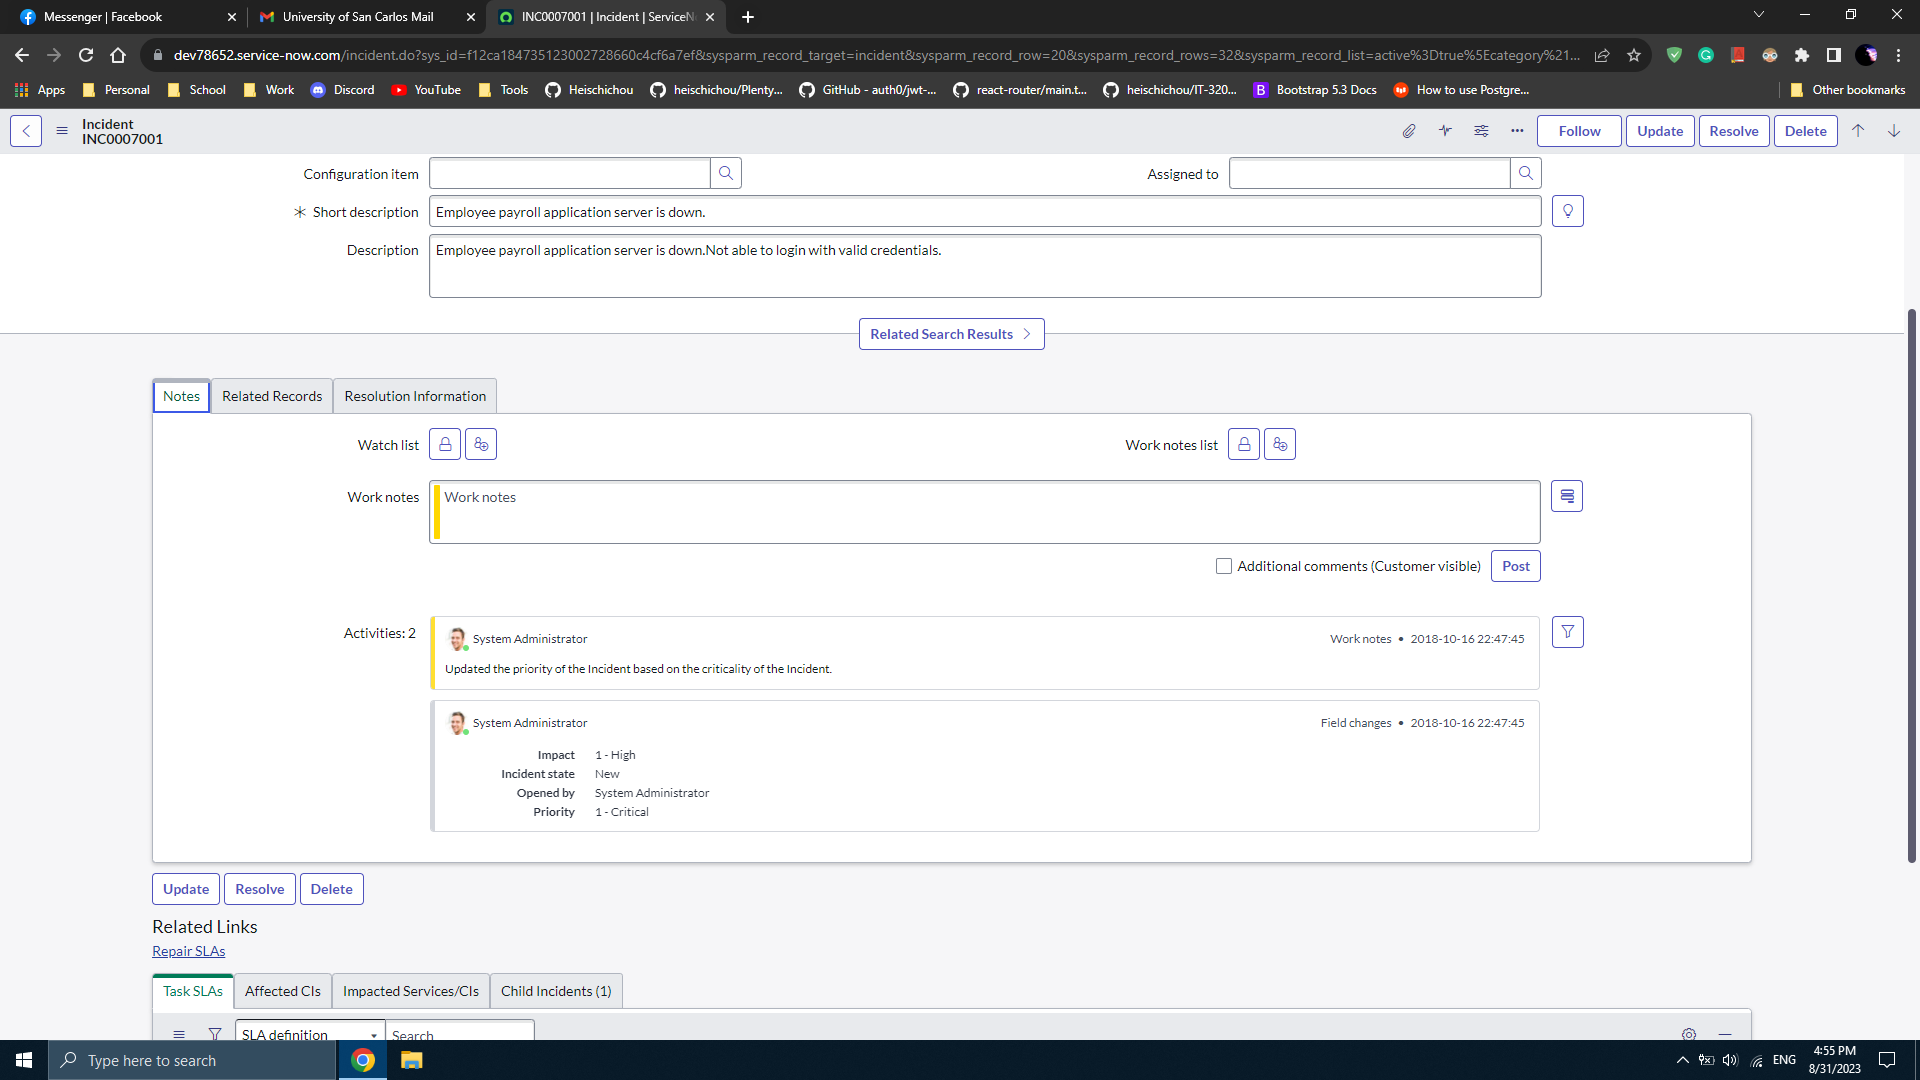 Messenger | Facebook
University of San Carlos Mail
INC0007001 | Incident | ServiceN
dev78652.service-now.com/incident.do?sys_id=f12ca184735123002728660c4cf6a7ef&sysparm_record_target=incident&sysparm_record_row=20&sysparm_record_rows=32&sysparm_record_list=active%3Dtrue%5Ecategory%21...
Apps
Personal
School
Work
Discord
YouTube
Tools
Heischichou
heischichou/Plenty...
GitHub - auth0/jwt-...
react-router/main.t...
heischichou/IT-320...
B
Bootstrap 5.3 Docs
How to use Postgre...
Other bookmarks
Incident
INC0007001
Follow
Update
Resolve
Delete
Configuration item
Assigned to
Short description
Employee payroll application server is down.
Description
Employee payroll application server is down.Not able to login with valid credentials.
Related Search Results
Notes
Related Records
Resolution Information
Watch list
Work notes list
Work notes
Work notes
Additional comments (Customer visible)
Post
Activities: 2
System Administrator
Work notes • 2018-10-16 22:47:45
Updated the priority of the Incident based on the criticality of the Incident.
System Administrator
Field changes • 2018-10-16 22:47:45
Impact 1 - High
Incident state New
Opened by System Administrator
Priority 1 - Critical
Update
Resolve
Delete
Related Links
Repair SLAs
Task SLAs
Affected CIs
Impacted Services/CIs
Child Incidents (1)
SLA definition
Search
Type here to search
ENG
4:55 PM
8/31/2023